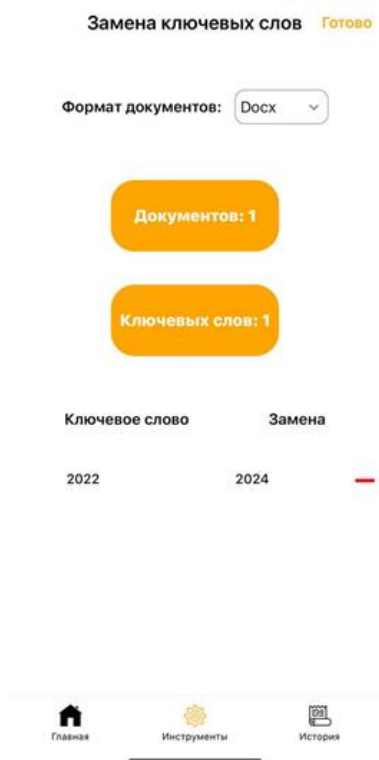 Замена ключевых слов Готово
Формат документов: Docx
Документов: 1
Ключевых слов: 1
Ключевое слово Замена
2022 2024
Главная Инструменты История